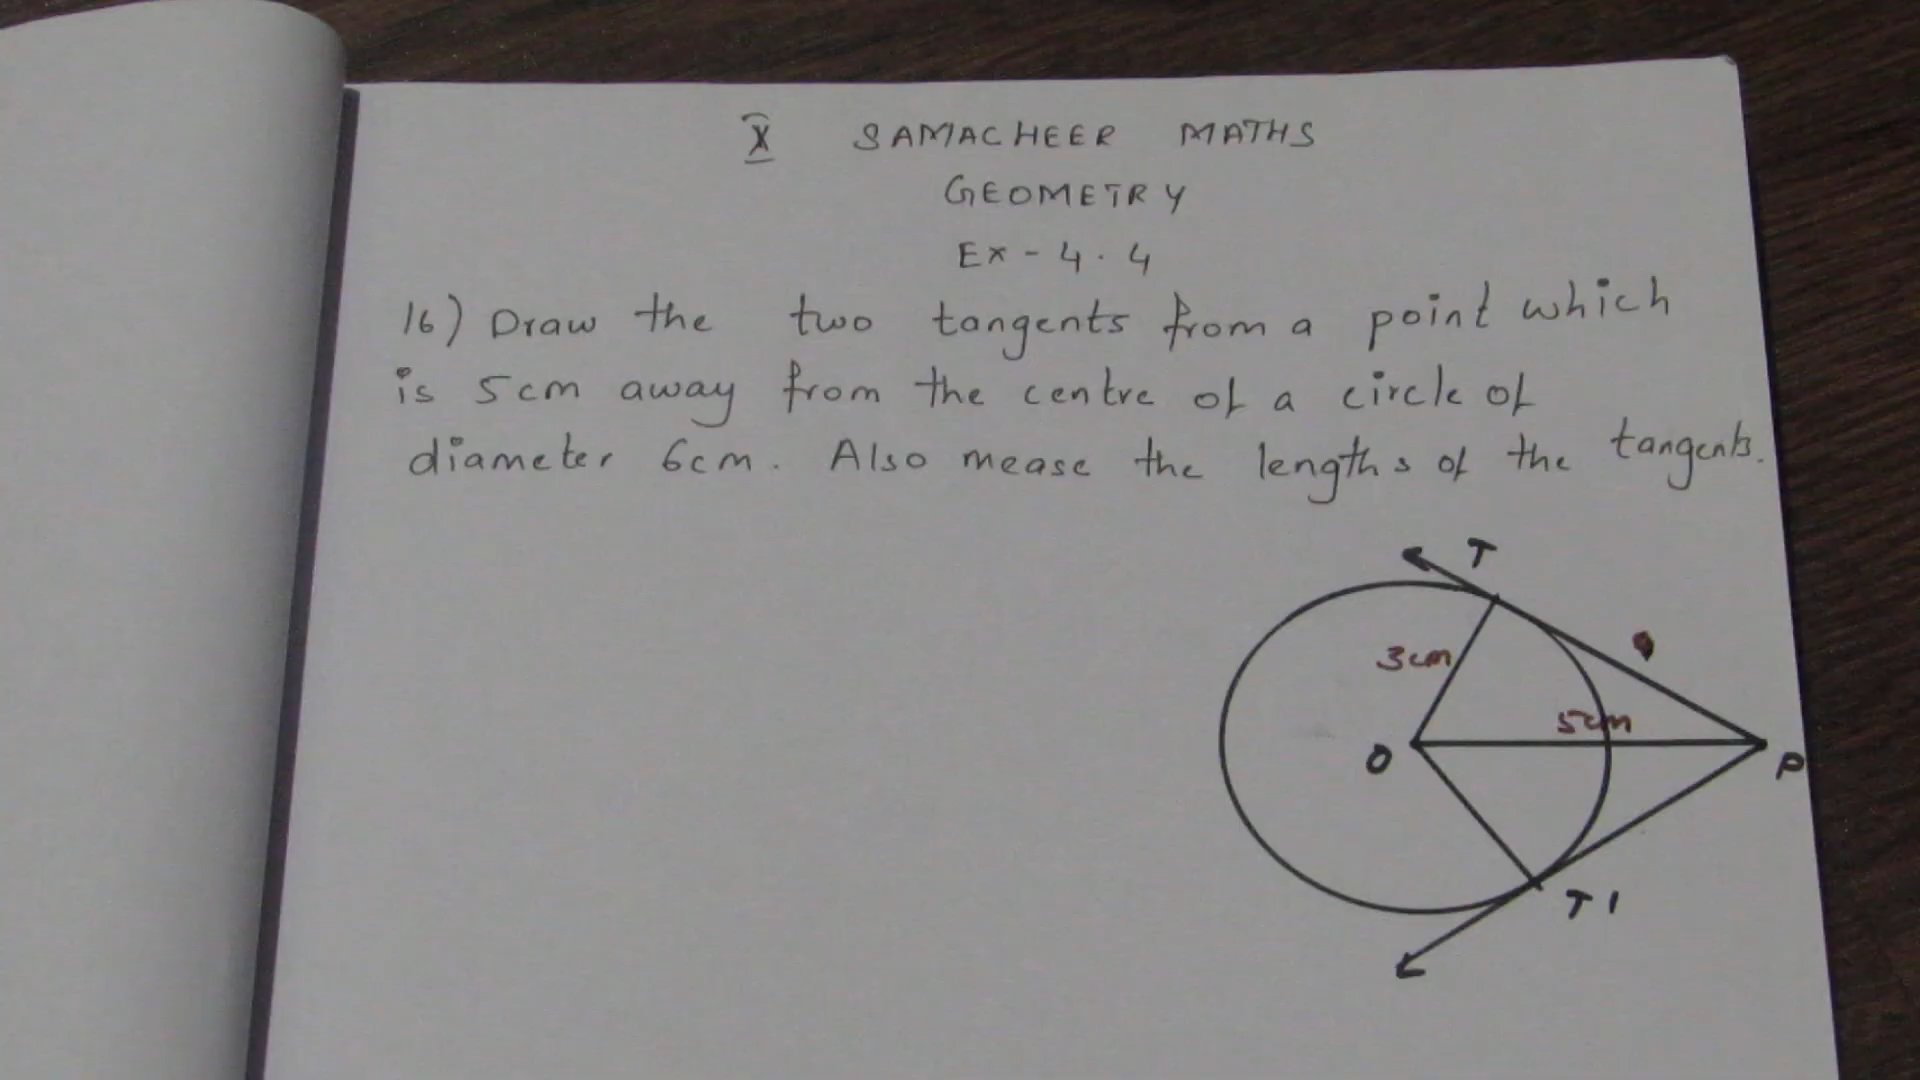 X SAMACHEER MATHS
GEOMETRY
Ex - 4.4
16) Draw the two tangents from a point which
is 5cm away from the centre of a circle of
diameter 6cm. Also mease the lengths of the tangents.
T
3cm
5cm
O
P
T1